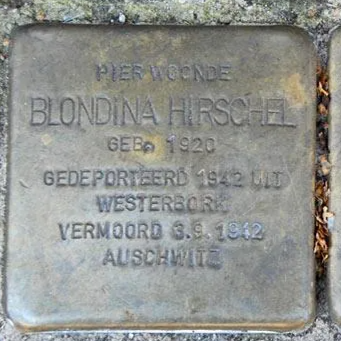 HIER WOONDE
BLONDINA HIRSCHEL
GEB. 1920
GEDEPORTEERD 1942 UIT
WESTERBORK
VERMOORD 3.9.1942
AUSCHWITZ